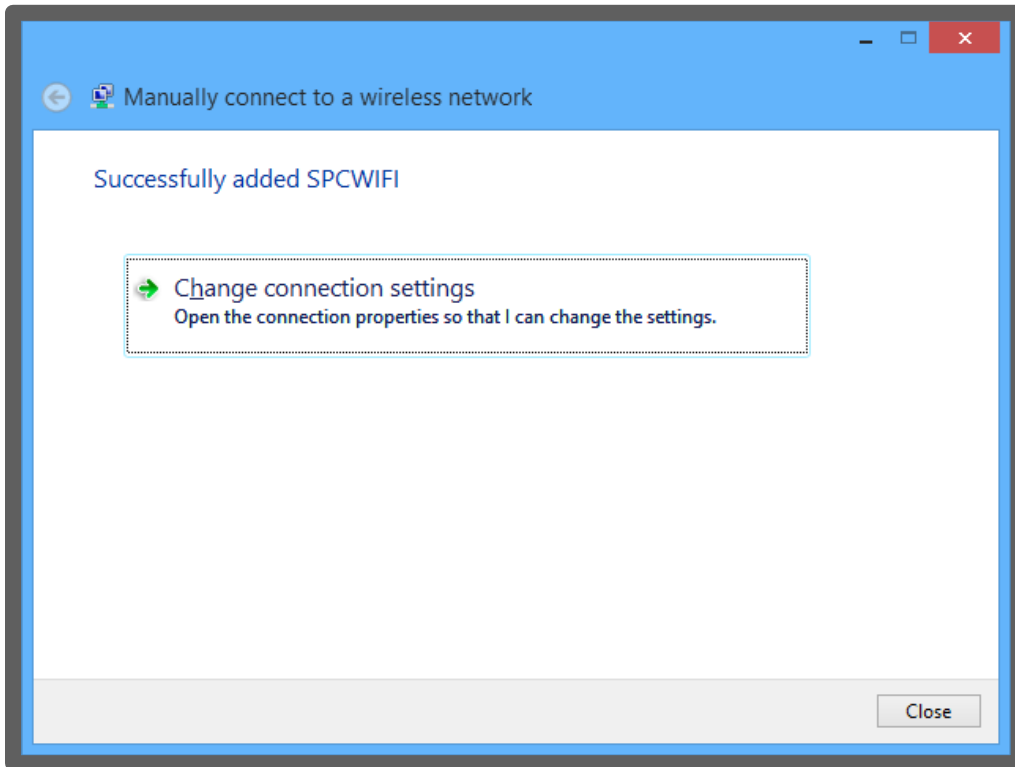 Manually connect to a wireless network
Successfully added SPCWIFI
Change connection settings
Open the connection properties so that I can change the settings.
Close